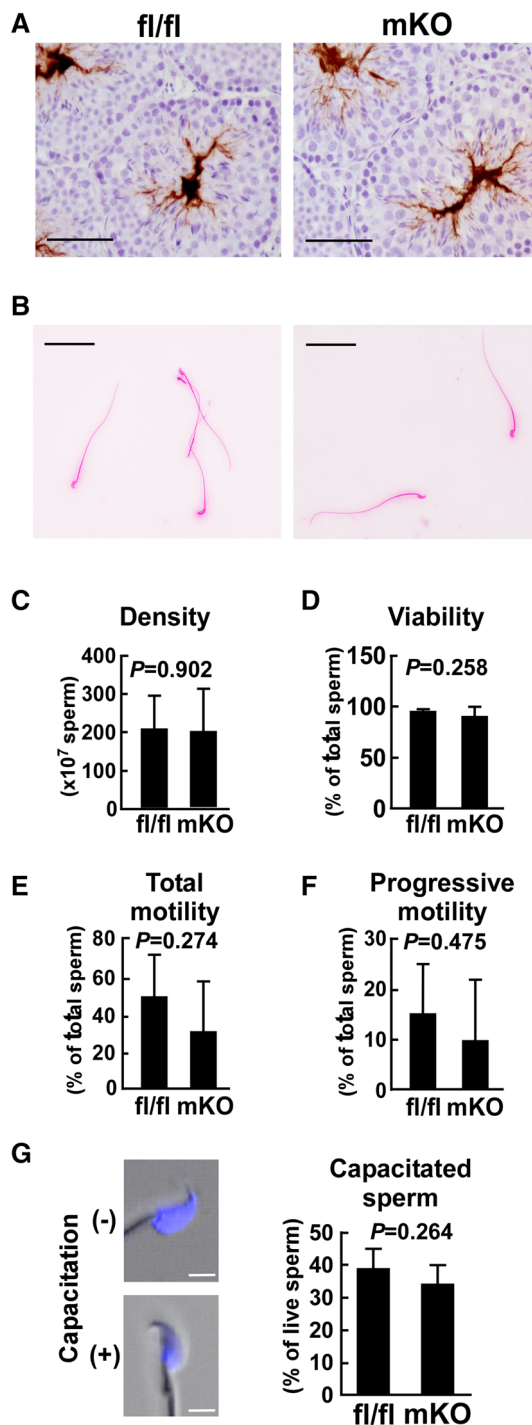 A
fl/fl
mKO
B
C
Density
P=0.902
(x10⁷ sperm)
400
300
200
100
0
fl/fl mKO
D
Viability
P=0.258
(% of total sperm)
150
100
50
0
fl/fl mKO
E
Total
motility
P=0.274
(% of total sperm)
80
60
40
20
0
fl/fl mKO
F
Progressive
motility
P=0.475
(% of total sperm)
30
20
10
0
fl/fl mKO
G
Capacitation
(-)
(+)
Capacitated
sperm
P=0.264
(% of live sperm)
50
40
30
20
10
0
fl/fl mKO